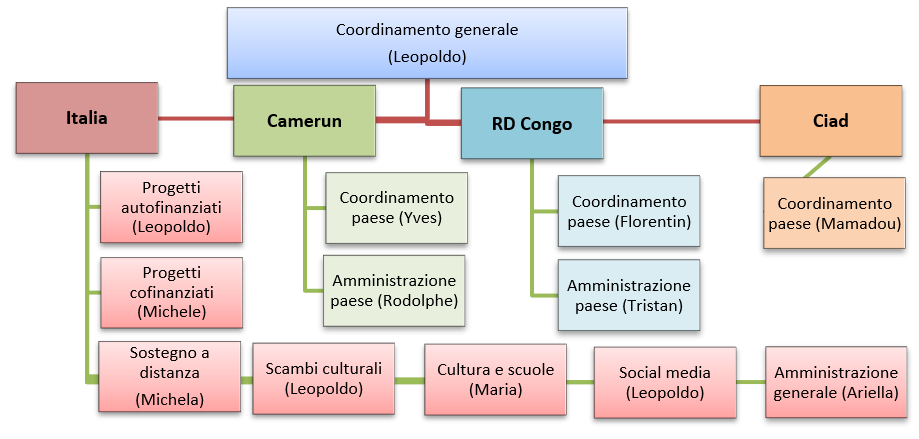 Coordinamento generale
(Leopoldo)
Italia
Camerun
RD Congo
Ciad
Progetti
autofinanziati
(Leopoldo)
Progetti
cofinanziati
(Michele)
Coordinamento
paese (Yves)
Amministrazione
paese (Rodolphe)
Coordinamento
paese (Florentin)
Amministrazione
paese (Tristan)
Coordinamento
paese (Mamadou)
Sostegno a
distanza
(Michela)
Scambi culturali
(Leopoldo)
Cultura e scuole
(Maria)
Social media
(Leopoldo)
Amministrazione
generale (Ariella)